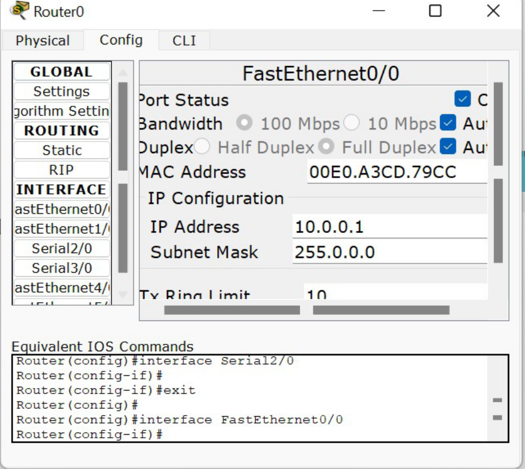 Router0
Physical Config CLI
GLOBAL
Settings
gorithm Settin
ROUTING
Static
RIP
INTERFACE
astEthernet0/
astEthernet1/
Serial2/0
Serial3/0
astEthernet4/
FastEthernet0/0
Port Status
Bandwidth 100 Mbps 10 Mbps Au
Duplex Half Duplex Full Duplex Au
MAC Address 00E0.A3CD.79CC
IP Configuration
IP Address 10.0.0.1
Subnet Mask 255.0.0.0
Tx Ring Limit 10
Equivalent IOS Commands
Router(config)#interface Serial2/0
Router(config-if)#
Router(config-if)#exit
Router(config)#
Router(config)#interface FastEthernet0/0
Router(config-if)#